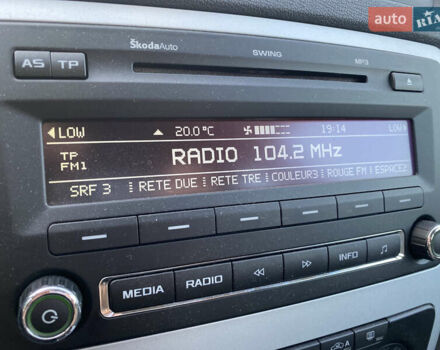 auto RIA
ŠkodaAuto SWING MP3
AS TP
LOW 20.0°C 19:14 LOW
TP RADIO 104.2 MHz
FM1
SRF 3 RETE DUE RETE TRE COULEUR3 ROUGE FM ESPACE2
INFO
MEDIA RADIO
A